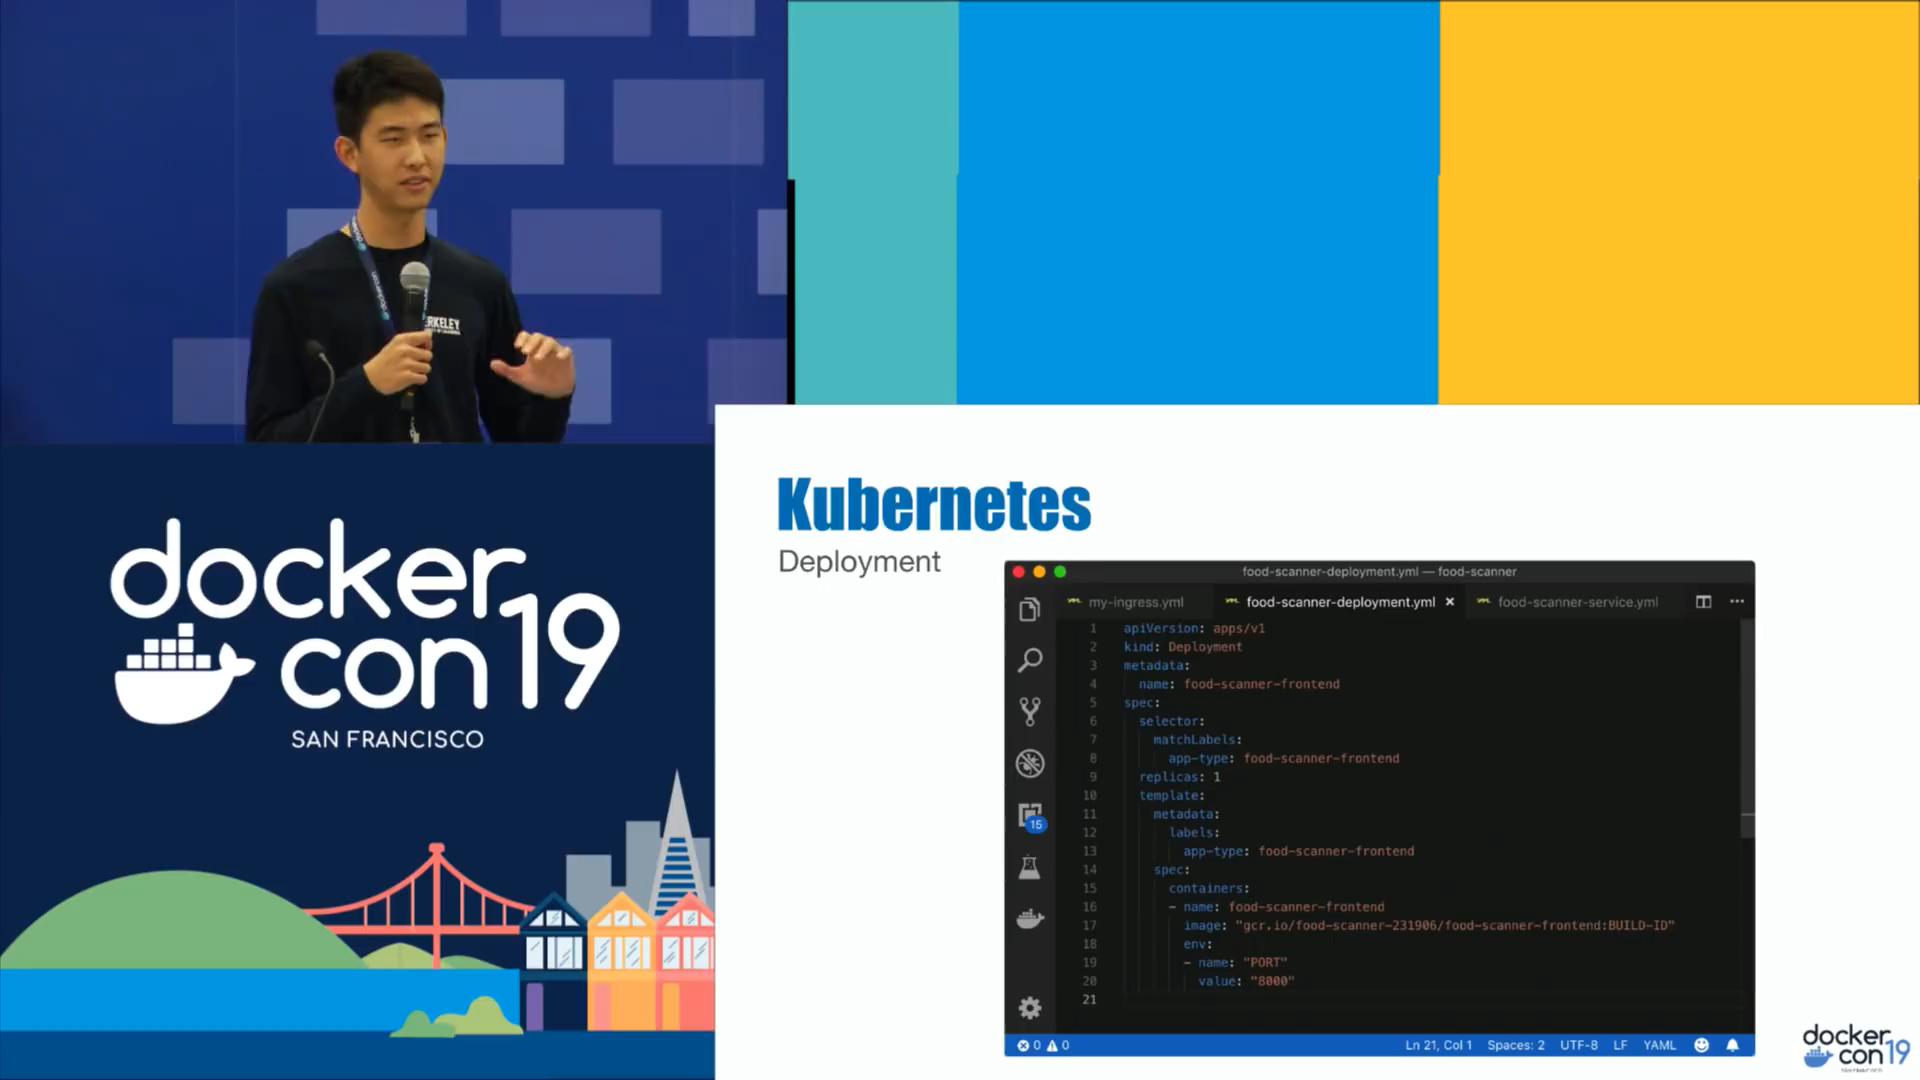 dockercon
RKELEY
docker
con 19
SAN FRANCISCO
Kubernetes
Deployment
food-scanner-deployment.yml — food-scanner
my-ingress.yml
food-scanner-deployment.yml
food-scanner-service.yml
1 apiVersion: apps/v1
2 kind: Deployment
3 metadata:
4 name: food-scanner-frontend
5 spec:
6 selector:
7 matchLabels:
8 app-type: food-scanner-frontend
9 replicas: 1
10 template:
11 metadata:
12 labels:
13 app-type: food-scanner-frontend
14 spec:
15 containers:
16 - name: food-scanner-frontend
17 image: "gcr.io/food-scanner-231906/food-scanner-frontend:BUILD-ID"
18 env:
19 - name: "PORT"
20 value: "8000"
21
15
0 0
Ln 21, Col 1 Spaces: 2 UTF-8 LF YAML
docker
con 19